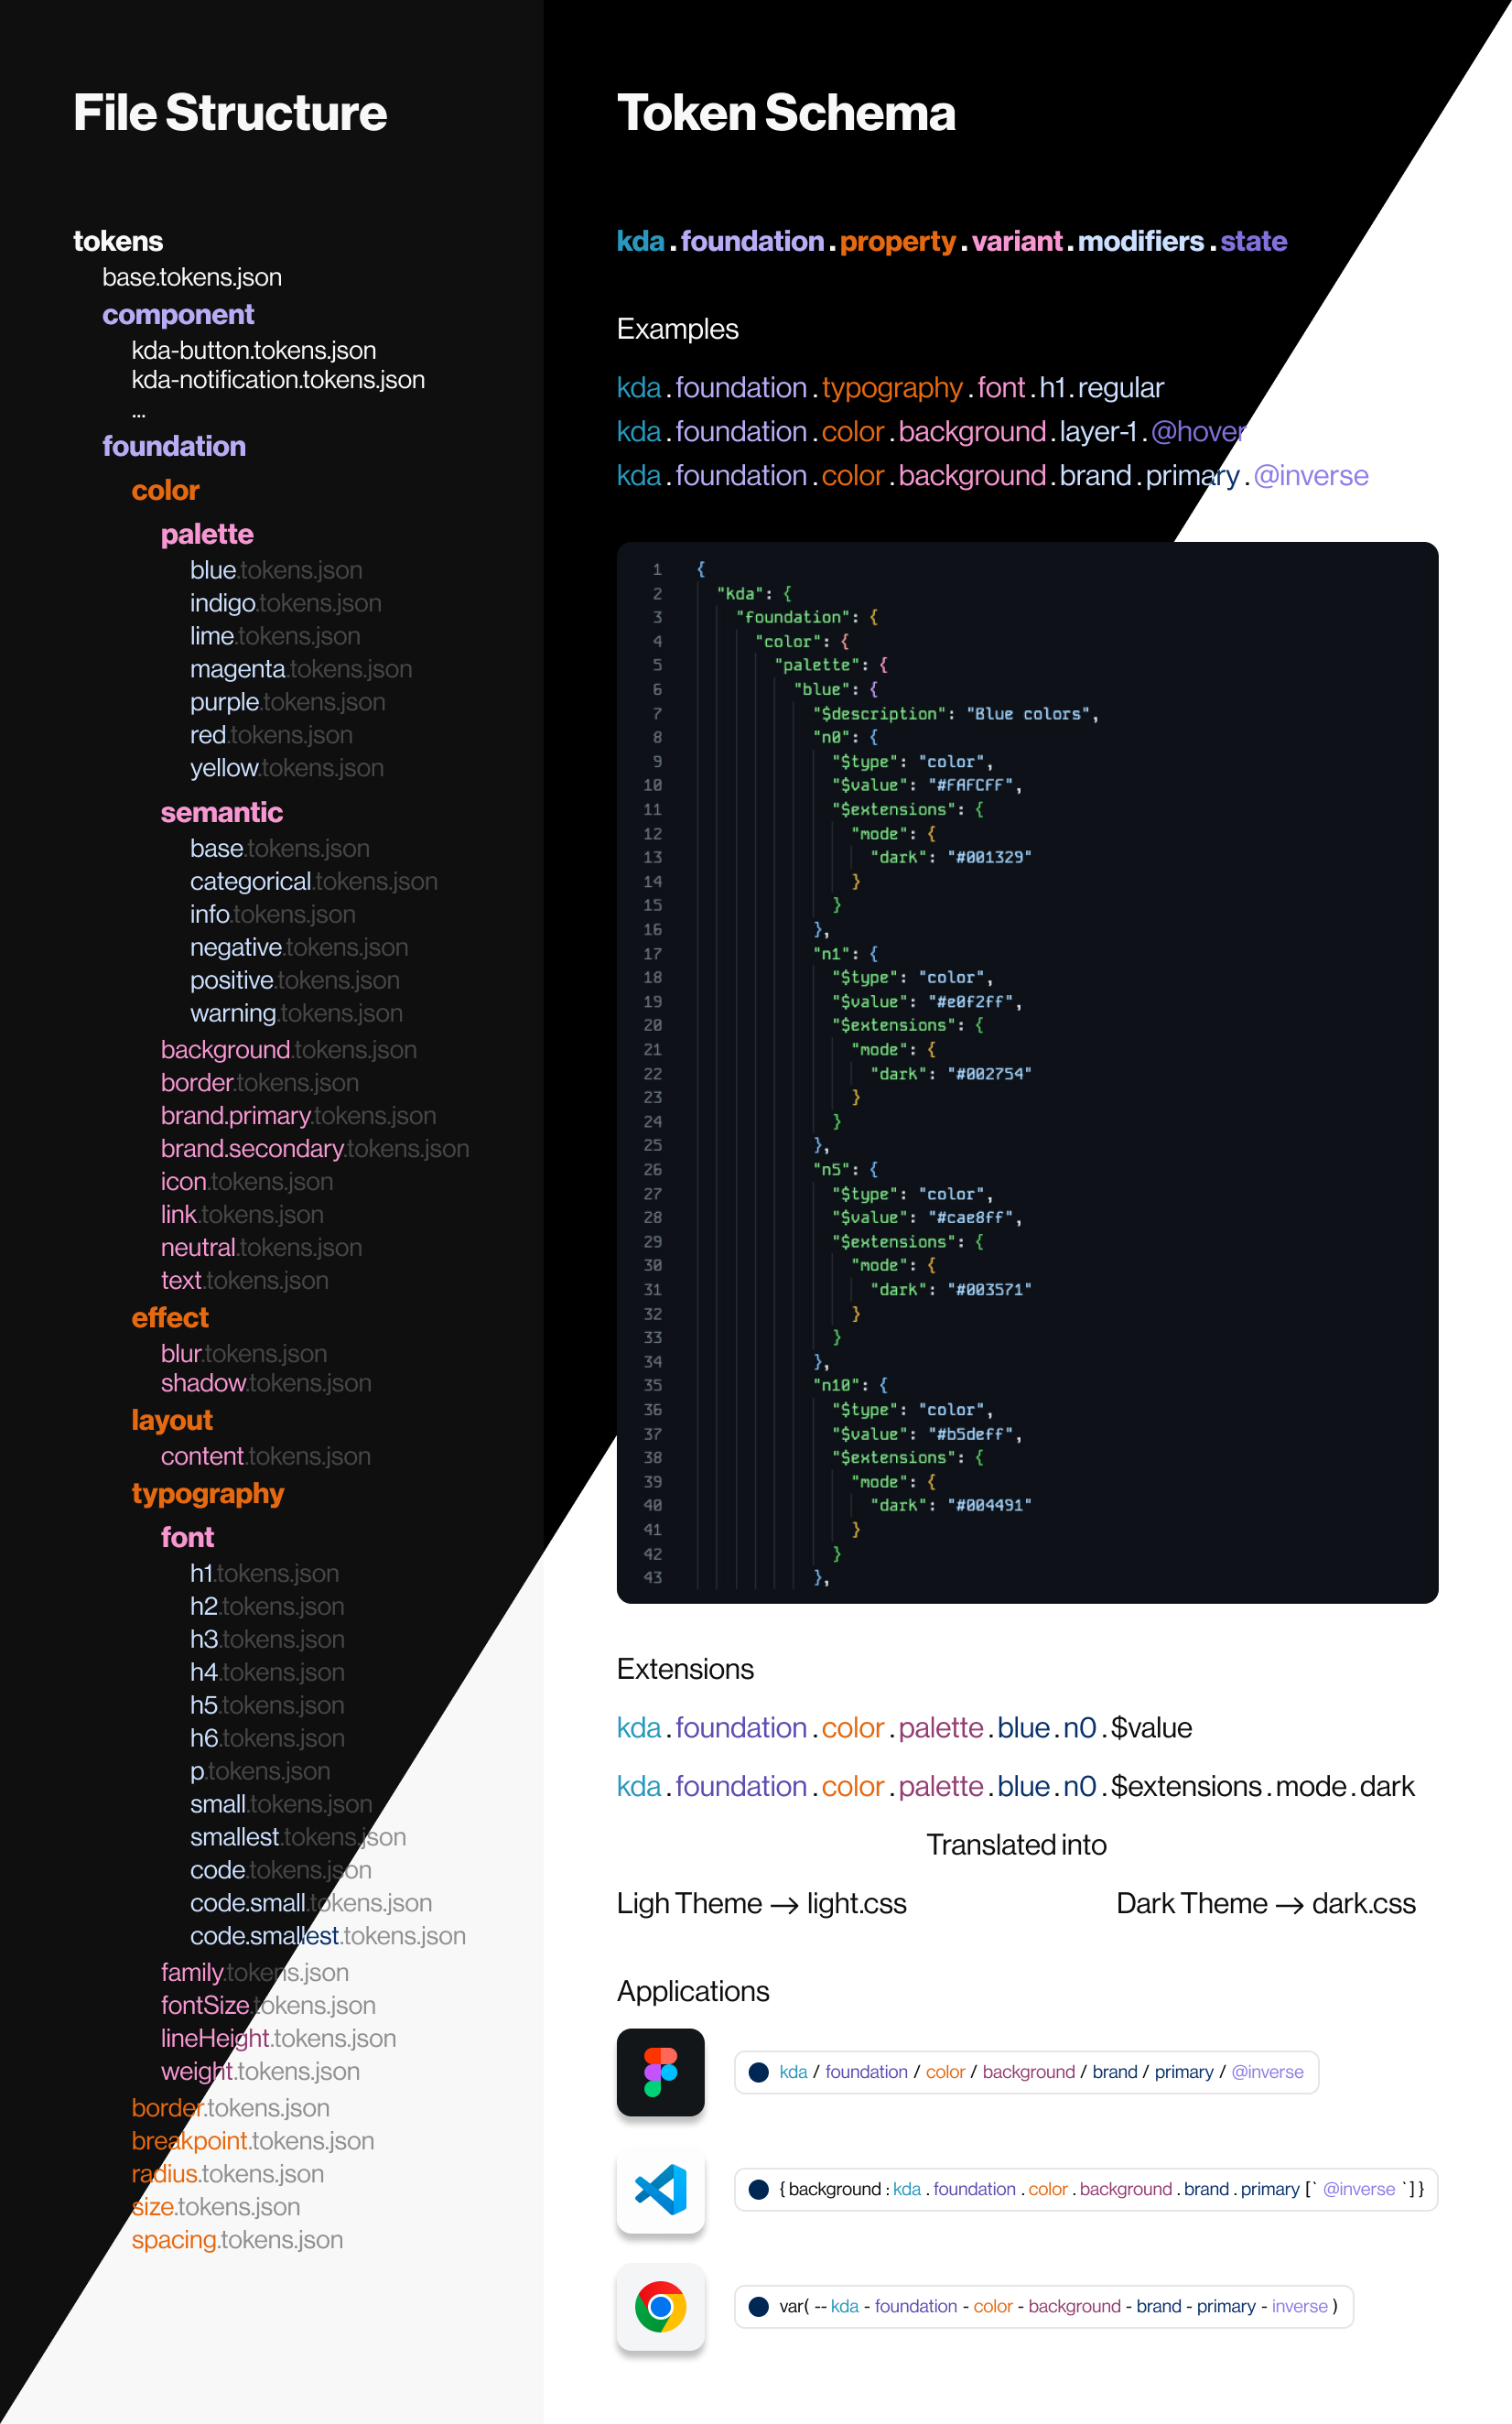 File Structure
tokens
base.tokens.json
component
kda-button.tokens.json
kda-notification.tokens.json
...
foundation
color
palette
blue.tokens.json
indigo.tokens.json
lime.tokens.json
magenta.tokens.json
purple.tokens.json
red.tokens.json
yellow.tokens.json
semantic
base.tokens.json
categorical.tokens.json
info.tokens.json
negative.tokens.json
positive.tokens.json
warning.tokens.json
background.tokens.json
border.tokens.json
brand.primary.tokens.json
brand.secondary.tokens.json
icon.tokens.json
link.tokens.json
neutral.tokens.json
text.tokens.json
effect
blur.tokens.json
shadow.tokens.json
layout
content.tokens.json
typography
font
h1.tokens.json
h2.tokens.json
h3.tokens.json
h4.tokens.json
h5.tokens.json
h6.tokens.json
p.tokens.json
small.tokens.json
smallest.tokens.json
code.tokens.json
code.small.tokens.json
code.smallest.tokens.json
family.tokens.json
fontSize.tokens.json
lineHeight.tokens.json
weight.tokens.json
border.tokens.json
breakpoint.tokens.json
radius.tokens.json
size.tokens.json
spacing.tokens.json
Token Schema
kda.foundation.property.variant.modifiers.state
Examples
kda.foundation.typography.font.h1.regular
kda.foundation.color.background.layer-1.@hover
kda.foundation.color.background.brand.primary.@inverse
1 {
2 "kda": {
3 "foundation": {
4 "color": {
5 "palette": {
6 "blue": {
7 "$description": "Blue colors",
8 "n0": {
9 "$type": "color",
10 "$value": "#FAFCFF",
11 "$extensions": {
12 "mode": {
13 "dark": "#001329"
14 }
15 }
16 },
17 "n1": {
18 "$type": "color",
19 "$value": "#e0f2ff",
20 "$extensions": {
21 "mode": {
22 "dark": "#002754"
23 }
24 }
25 },
26 "n5": {
27 "$type": "color",
28 "$value": "#cae8ff",
29 "$extensions": {
30 "mode": {
31 "dark": "#003571"
32 }
33 }
34 },
35 "n10": {
36 "$type": "color",
37 "$value": "#b5deff",
38 "$extensions": {
39 "mode": {
40 "dark": "#004491"
41 }
42 }
43 },
Extensions
kda.foundation.color.palette.blue.n0.$value
kda.foundation.color.palette.blue.n0.$extensions.mode.dark
Translated into
Ligh Theme → light.css Dark Theme → dark.css
Applications
kda / foundation / color / background / brand / primary / @inverse
{ background : kda . foundation . color . background . brand . primary [` @inverse `] }
var( -- kda - foundation - color - background - brand - primary - inverse )